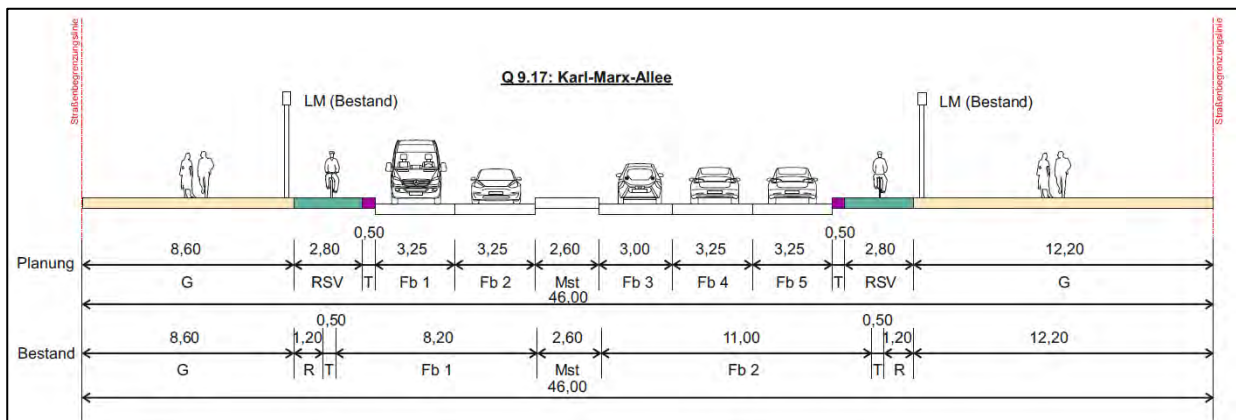 Straßenbegrenzungslinie
Straßenbegrenzungslinie
Q 9.17: Karl-Marx-Allee
LM (Bestand)
LM (Bestand)
Planung
8,60 2,80 0,50 3,25 3,25 2,60 3,00 3,25 3,25 0,50 2,80 12,20
G RSV T Fb 1 Fb 2 Mst Fb 3 Fb 4 Fb 5 T RSV G
46,00
Bestand
8,60 1,20 0,50 8,20 2,60 11,00 0,50 1,20 12,20
G R T Fb 1 Mst Fb 2 T R G
46,00